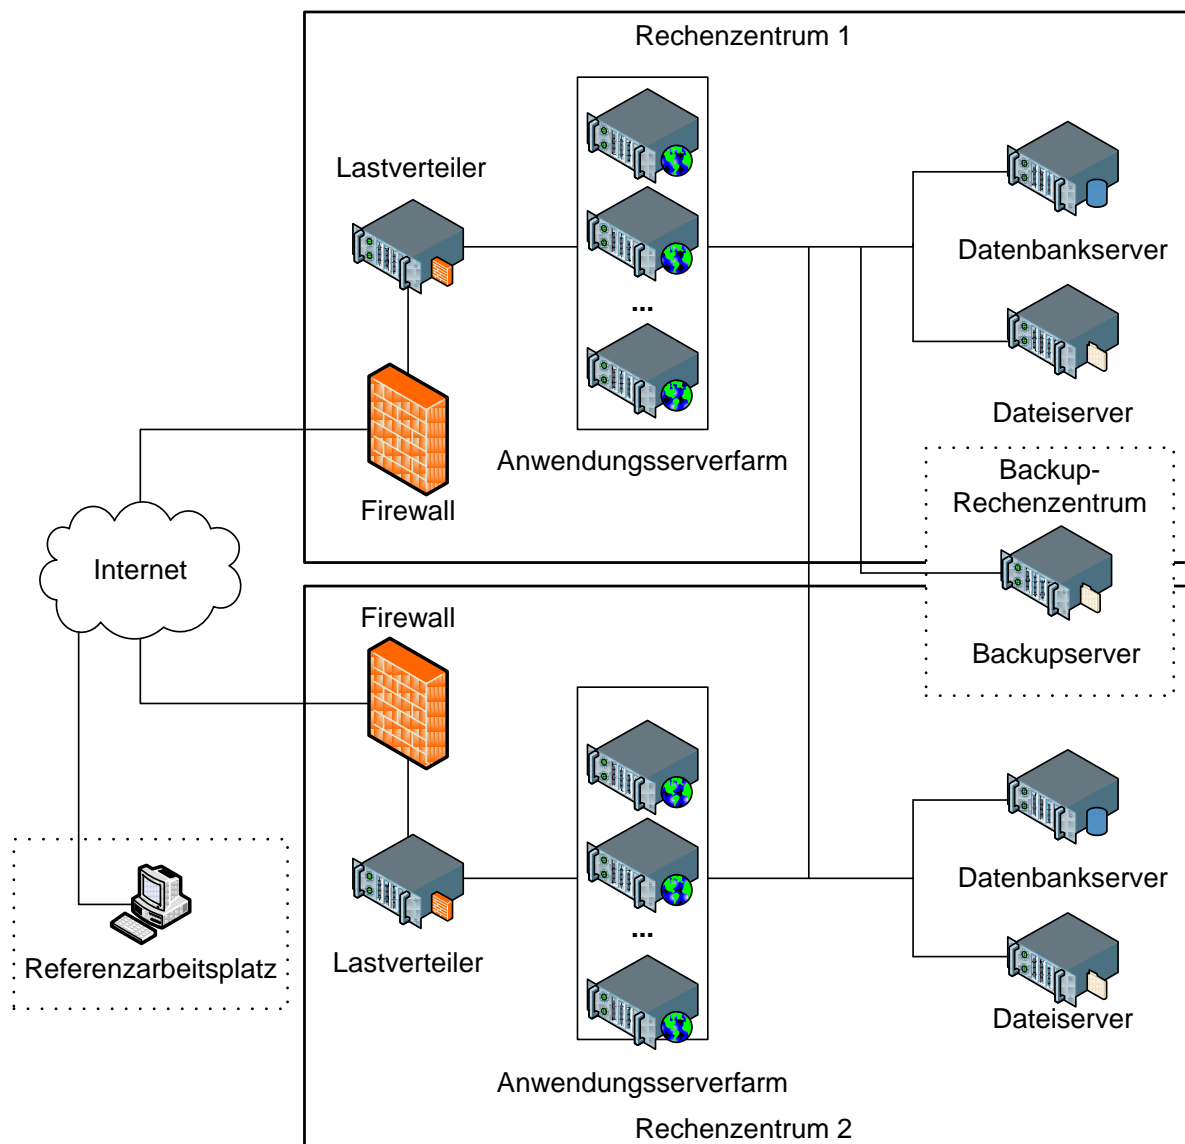 Rechenzentrum 1
Lastverteiler
...
Datenbankserver
Dateiserver
Anwendungsserverfarm
Firewall
Backup-
Rechenzentrum
Backupserver
Internet
Firewall
Referenzarbeitsplatz
Lastverteiler
...
Datenbankserver
Dateiserver
Anwendungsserverfarm
Rechenzentrum 2